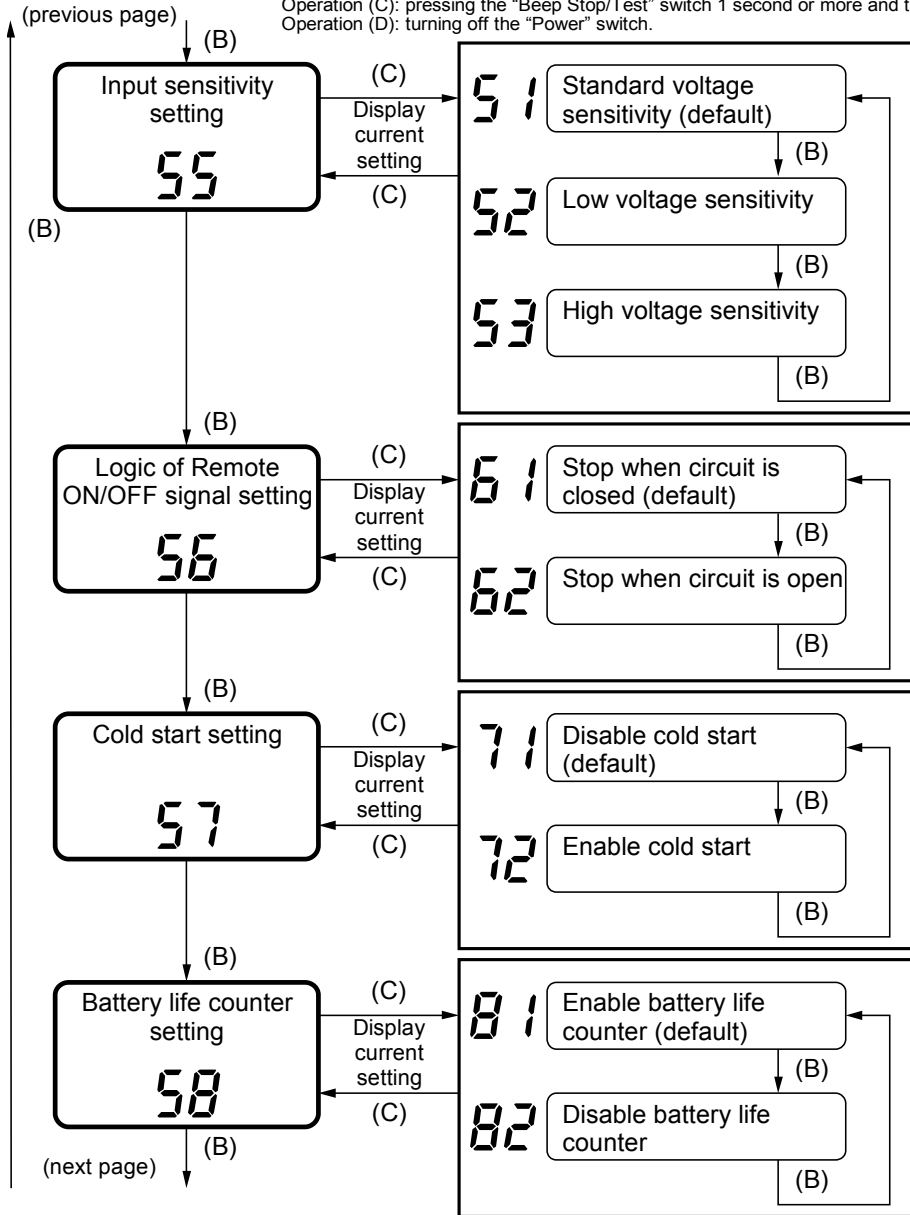 Operation (C): pressing the “Beep Stop/Test” switch 1 second or more and t
Operation (D): turning off the “Power” switch.
(previous page)
(B)
(B)
Input sensitivity
setting
55
(C)
Display
current
setting
(C)
51
Standard voltage
sensitivity (default)
(B)
52
Low voltage sensitivity
(B)
53
High voltage sensitivity
(B)
(B)
Logic of Remote
ON/OFF signal setting
56
(C)
Display
current
setting
(C)
61
Stop when circuit is
closed (default)
(B)
62
Stop when circuit is open
(B)
(B)
Cold start setting
57
(C)
Display
current
setting
(C)
71
Disable cold start
(default)
(B)
72
Enable cold start
(B)
(B)
Battery life counter
setting
58
(C)
Display
current
setting
(C)
81
Enable battery life
counter (default)
(B)
82
Disable battery life
counter
(B)
(B)
(next page)